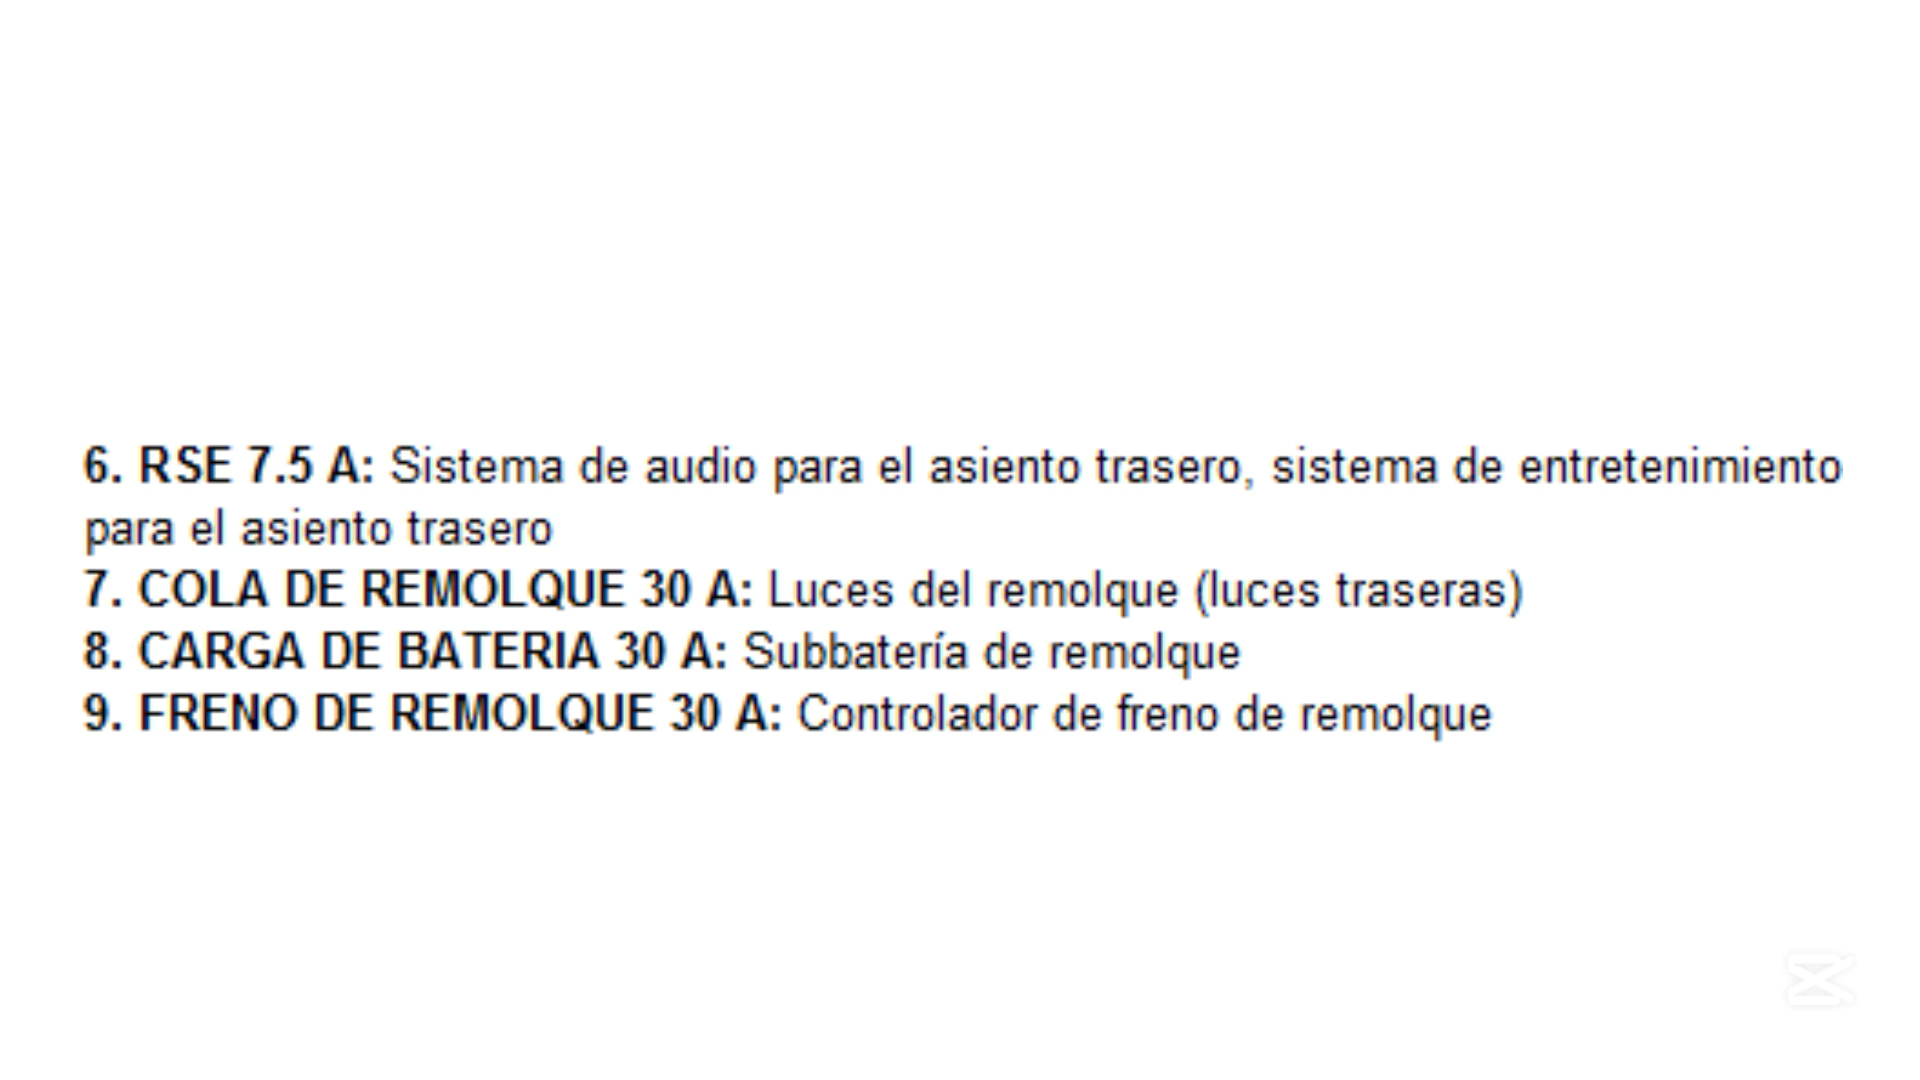 6. RSE 7.5 A: Sistema de audio para el asiento trasero, sistema de entretenimiento
para el asiento trasero
7. COLA DE REMOLQUE 30 A: Luces del remolque (luces traseras)
8. CARGA DE BATERIA 30 A: Subbatería de remolque
9. FRENO DE REMOLQUE 30 A: Controlador de freno de remolque